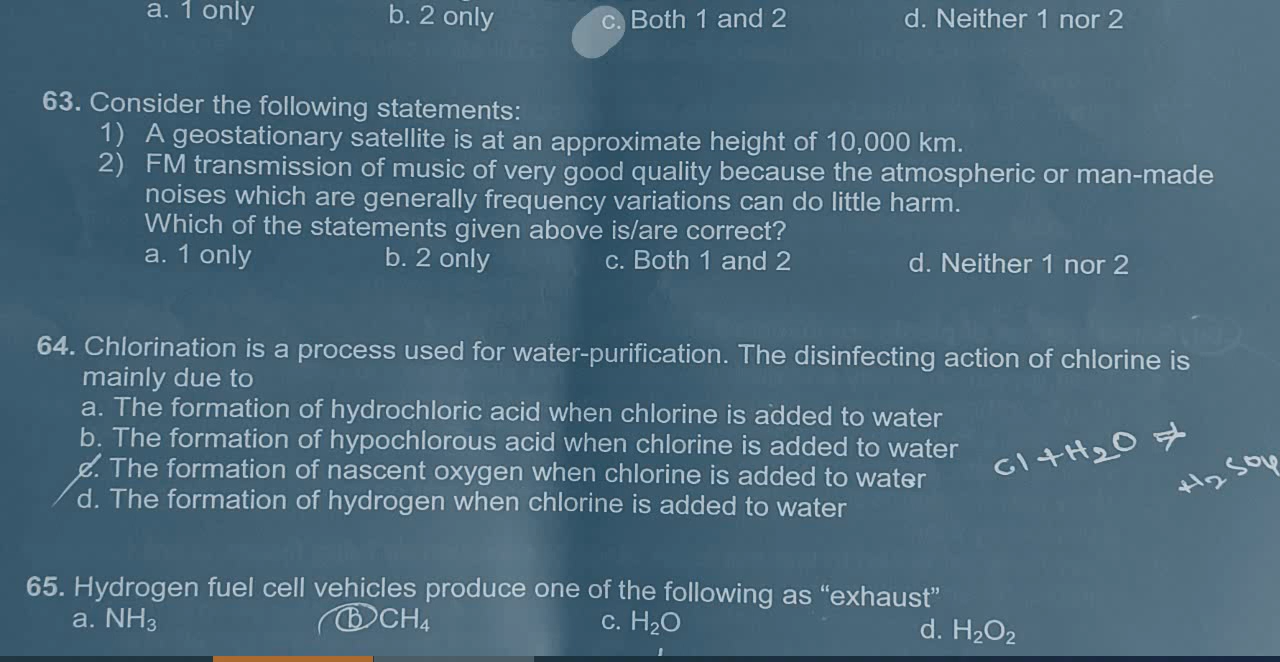 a. 1 only b. 2 only c. Both 1 and 2 d. Neither 1 nor 2
63. Consider the following statements:
1) A geostationary satellite is at an approximate height of 10,000 km.
2) FM transmission of music of very good quality because the atmospheric or man-made
noises which are generally frequency variations can do little harm.
Which of the statements given above is/are correct?
a. 1 only b. 2 only c. Both 1 and 2 d. Neither 1 nor 2
64. Chlorination is a process used for water-purification. The disinfecting action of chlorine is
mainly due to
a. The formation of hydrochloric acid when chlorine is added to water
b. The formation of hypochlorous acid when chlorine is added to water
c. The formation of nascent oxygen when chlorine is added to water
d. The formation of hydrogen when chlorine is added to water
Cl + H2O
65. Hydrogen fuel cell vehicles produce one of the following as “exhaust”
a. NH₃ b CH₄ c. H₂O d. H₂O₂